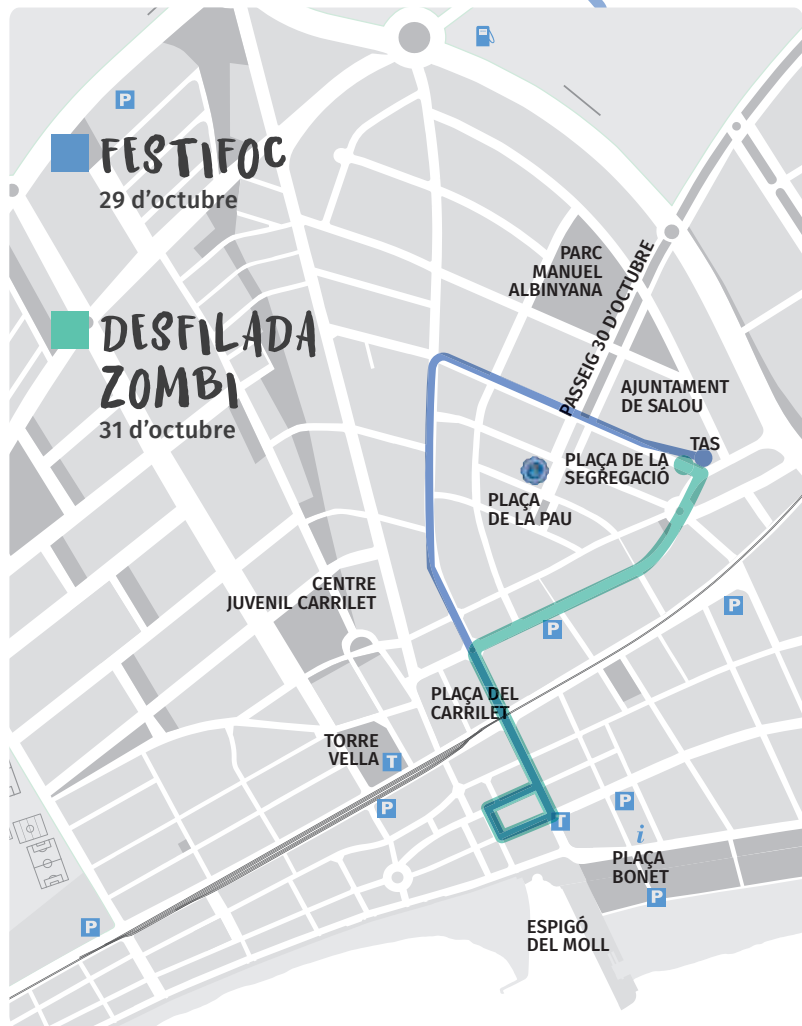 P
FESTIFOC
29 d'octubre
DESFILADA
ZOMBI
31 d'octubre
PARC
MANUEL
ALBINYANA
PASSEIG 30 D'OCTUBRE
AJUNTAMENT
DE SALOU
TAS
PLAÇA DE LA
SEGREGACIÓ
PLAÇA
DE LA PAU
CENTRE
JUVENIL CARRILET
P
P
PLAÇA DEL
CARRILET
TORRE
VELLA
T
P
P
T
i
PLAÇA
BONET
P
P
ESPIGÓ
DEL MOLL